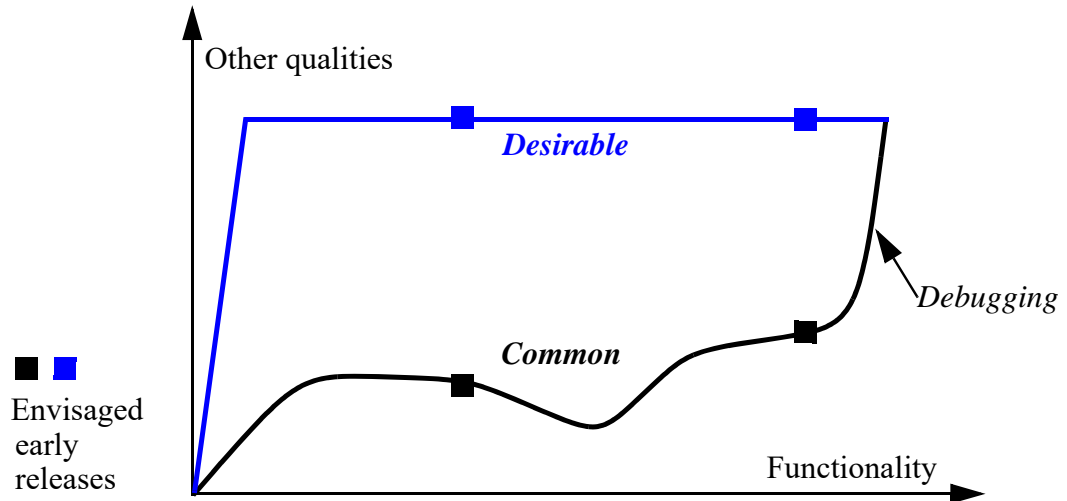 Other qualities
Desirable
Debugging
Common
Envisaged
early
releases
Functionality